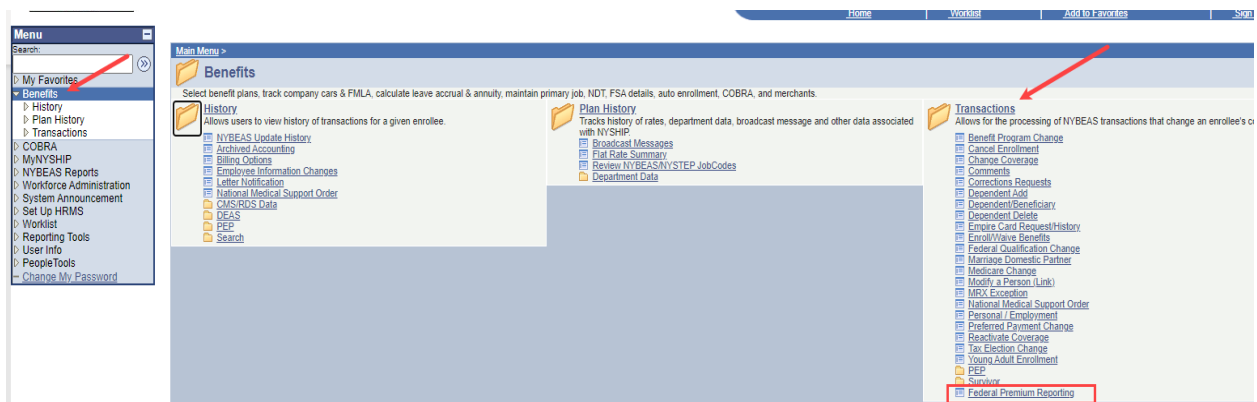 Home Worklist Add to Favorites Sign
Menu
Search:
My Favorites
Benefits
History
Plan History
Transactions
COBRA
MyNYSHIP
NYBEAS Reports
Workforce Administration
System Announcement
Set Up HRMS
Worklist
Reporting Tools
User Info
PeopleTools
Change My Password
Main Menu >
Benefits
Select benefit plans, track company cars & FMLA, calculate leave accrual & annuity, maintain primary job, NDT, FSA details, auto enrollment, COBRA, and merchants.
History
Allows users to view history of transactions for a given enrollee.
NYBEAS Update History
Archived Accounting
Billing Options
Employee Information Changes
Letter Notification
National Medical Support Order
CMS/RDS Data
DEAS
PEP
Search
Plan History
Tracks history of rates, department data, broadcast message and other data associated
with NYSHIP.
Broadcast Messages
Flat Rate Summary
Review NYBEAS/NYSTEP JobCodes
Department Data
Transactions
Allows for the processing of NYBEAS transactions that change an enrollee's co
Benefit Program Change
Cancel Enrollment
Change Coverage
Comments
Corrections Requests
Dependent Add
Dependent/Beneficiary
Dependent Delete
Empire Card Request/History
Enroll/Waive Benefits
Federal Qualification Change
Marriage Domestic Partner
Medicare Change
Modify a Person (Link)
MRX Exception
National Medical Support Order
Personal / Employment
Preferred Payment Change
Reactivate Coverage
Tax Election Change
Young Adult Enrollment
PEP
Survivor
Federal Premium Reporting